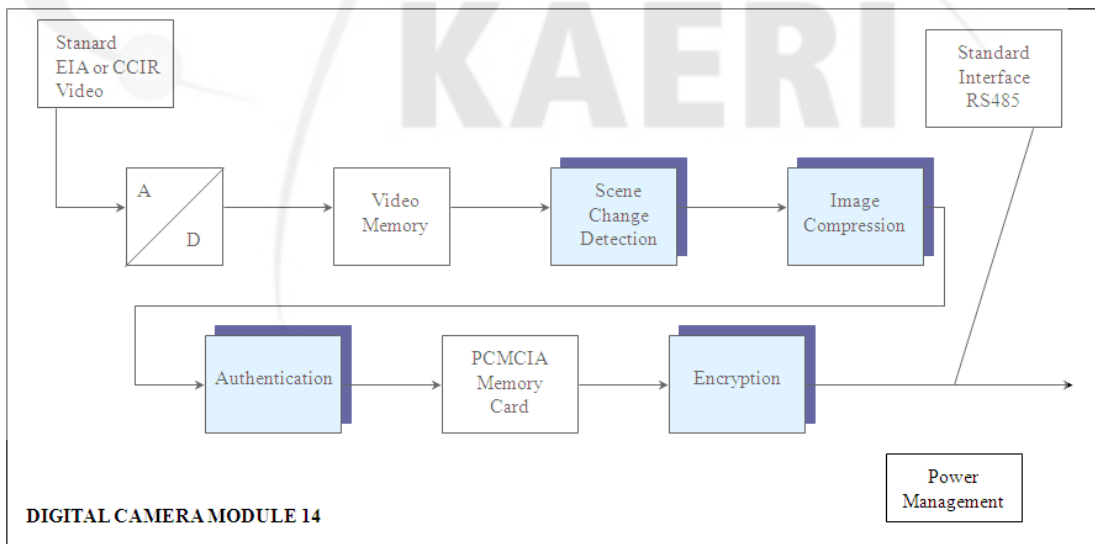 KAERI
Stanard
EIA or CCIR
Video
Standard
Interface
RS485
A
D
Video
Memory
Scene
Change
Detection
Image
Compression
Authentication
PCMCIA
Memory
Card
Encryption
Power
Management
DIGITAL CAMERA MODULE 14